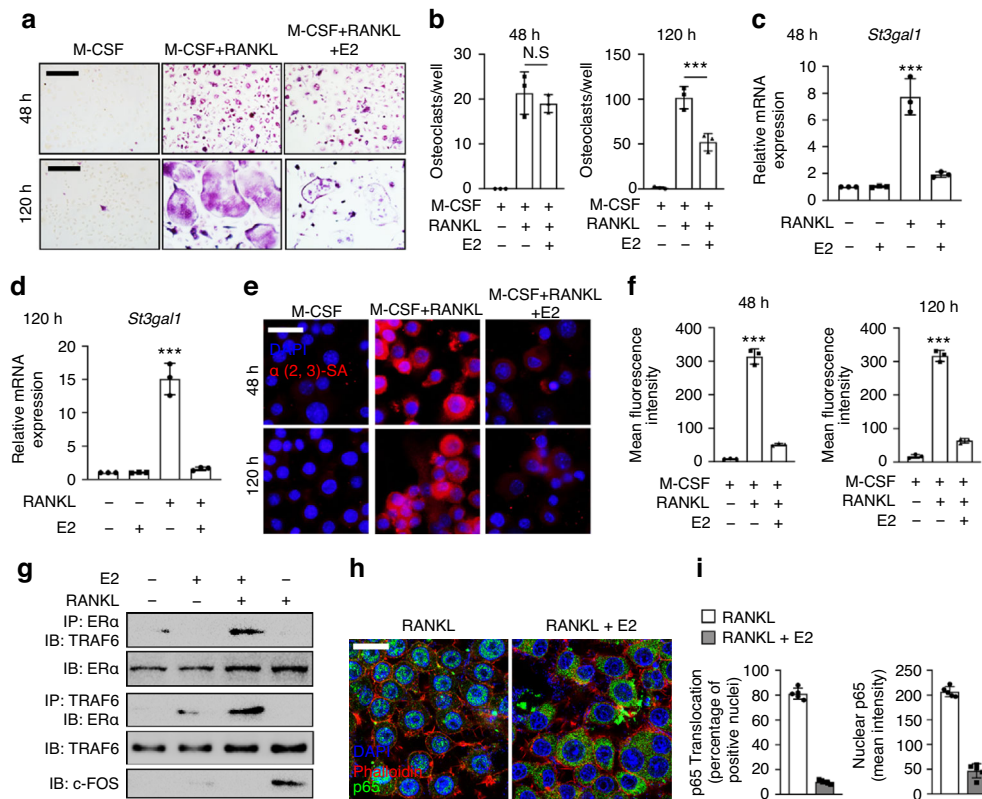 a
M-CSF
M-CSF+RANKL
M-CSF+RANKL
+E2
48 h
120 h
b
48 h
N.S
Osteoclasts/well
30
20
10
0
M-CSF + + +
RANKL – + +
E2 – – +
120 h
***
Osteoclasts/well
150
100
50
0
M-CSF + + +
RANKL – + +
E2 – – +
c
48 h
St3gal1
***
Relative mRNA
expression
10
8
6
4
2
0
RANKL – – + +
E2 – + – +
d
120 h
St3gal1
***
Relative mRNA
expression
20
15
10
5
0
RANKL – – + +
E2 – + – +
e
M-CSF
M-CSF+RANKL
M-CSF+RANKL
+E2
DAPI
α (2, 3)-SA
48 h
120 h
f
48 h
***
Mean fluorescence
intensity
400
300
200
100
0
M-CSF + + +
RANKL – + +
E2 – – +
120 h
***
Mean fluorescence
intensity
400
300
200
100
0
M-CSF + + +
RANKL – + +
E2 – – +
g
E2 – + + –
RANKL – – + +
IP: ERα
IB: TRAF6
IB: ERα
IP: TRAF6
IB: ERα
IB: TRAF6
IB: c-FOS
h
RANKL
RANKL + E2
DAPI
Phalloidin
p65
i
RANKL
RANKL + E2
p65 Translocation
(percentage of
positive nuclei)
100
80
60
40
20
0
Nuclear p65
(mean intensity)
250
200
150
100
50
0